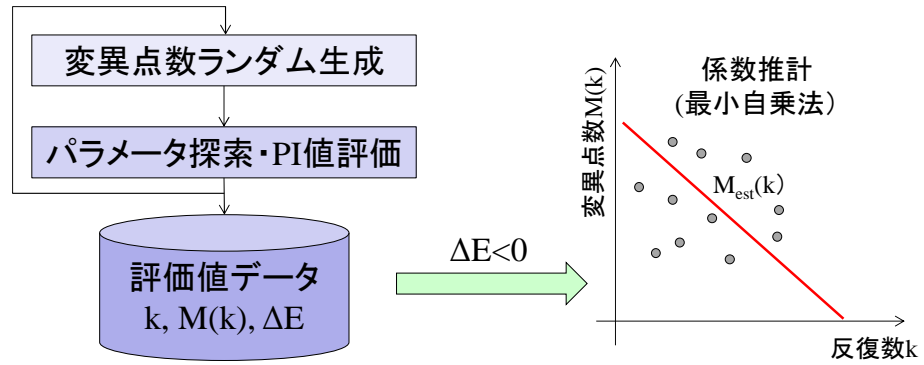 変異点数ランダム生成
パラメータ探索・PI値評価
評価値データ
k, M(k), ΔE
ΔE<0
係数推計
(最小自乗法)
変異点数M(k)
M_est(k)
反復数k